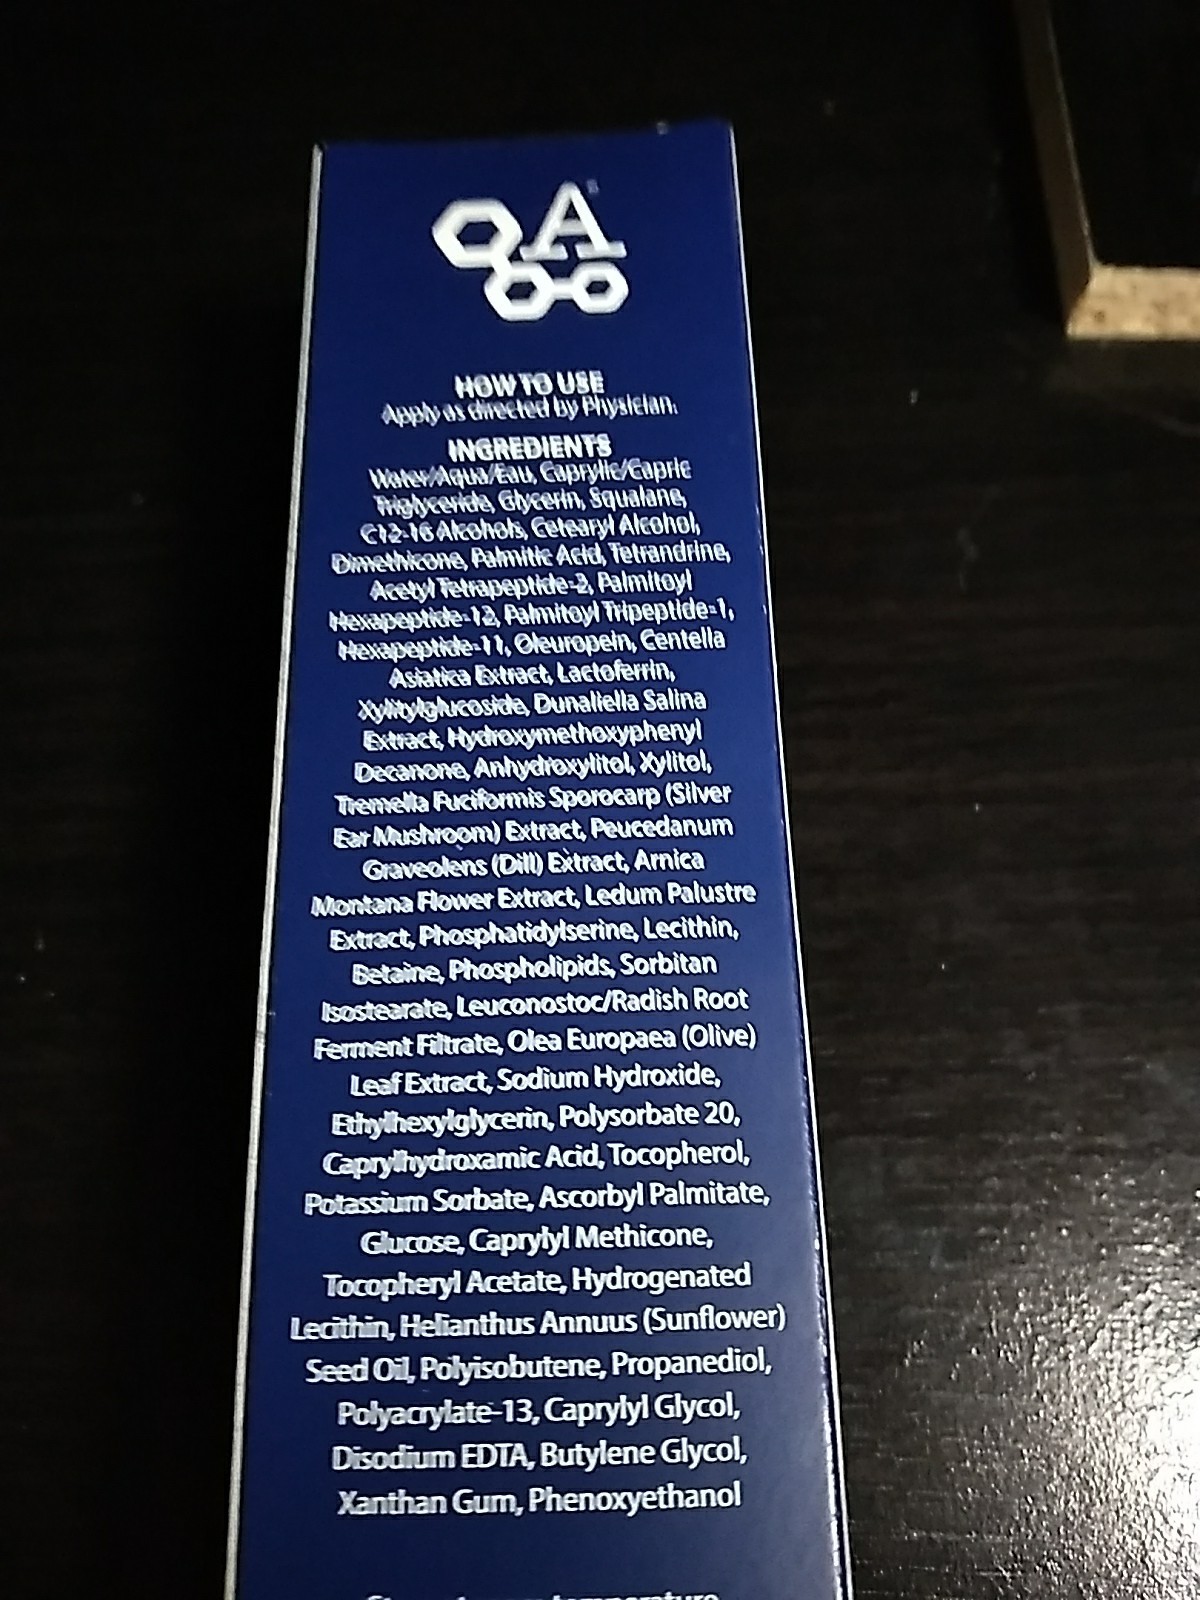 A
HOW TO USE
Apply as directed by Physician.
INGREDIENTS
Water/Aqua/Eau, Caprylic/Capric
Triglyceride, Glycerin, Squalane,
C12-16 Alcohols, Cetearyl Alcohol,
Dimethicone, Palmitic Acid, Tetrandrine,
Acetyl Tetrapeptide-2, Palmitoyl
Hexapeptide-12, Palmitoyl Tripeptide-1,
Hexapeptide-11, Oleuropein, Centella
Asiatica Extract, Lactoferrin,
Xylitylglucoside, Dunaliella Salina
Extract, Hydroxymethoxyphenyl
Decanone, Anhydroxylitol, Xylitol,
Tremella Fuciformis Sporocarp (Silver
Ear Mushroom) Extract, Peucedanum
Graveolens (Dill) Extract, Arnica
Montana Flower Extract, Ledum Palustre
Extract, Phosphatidylserine, Lecithin,
Betaine, Phospholipids, Sorbitan
Isostearate, Leuconostoc/Radish Root
Ferment Filtrate, Olea Europaea (Olive)
Leaf Extract, Sodium Hydroxide,
Ethylhexylglycerin, Polysorbate 20,
Caprylhydroxamic Acid, Tocopherol,
Potassium Sorbate, Ascorbyl Palmitate,
Glucose, Caprylyl Methicone,
Tocopheryl Acetate, Hydrogenated
Lecithin, Helianthus Annuus (Sunflower)
Seed Oil, Polyisobutene, Propanediol,
Polyacrylate-13, Caprylyl Glycol,
Disodium EDTA, Butylene Glycol,
Xanthan Gum, Phenoxyethanol